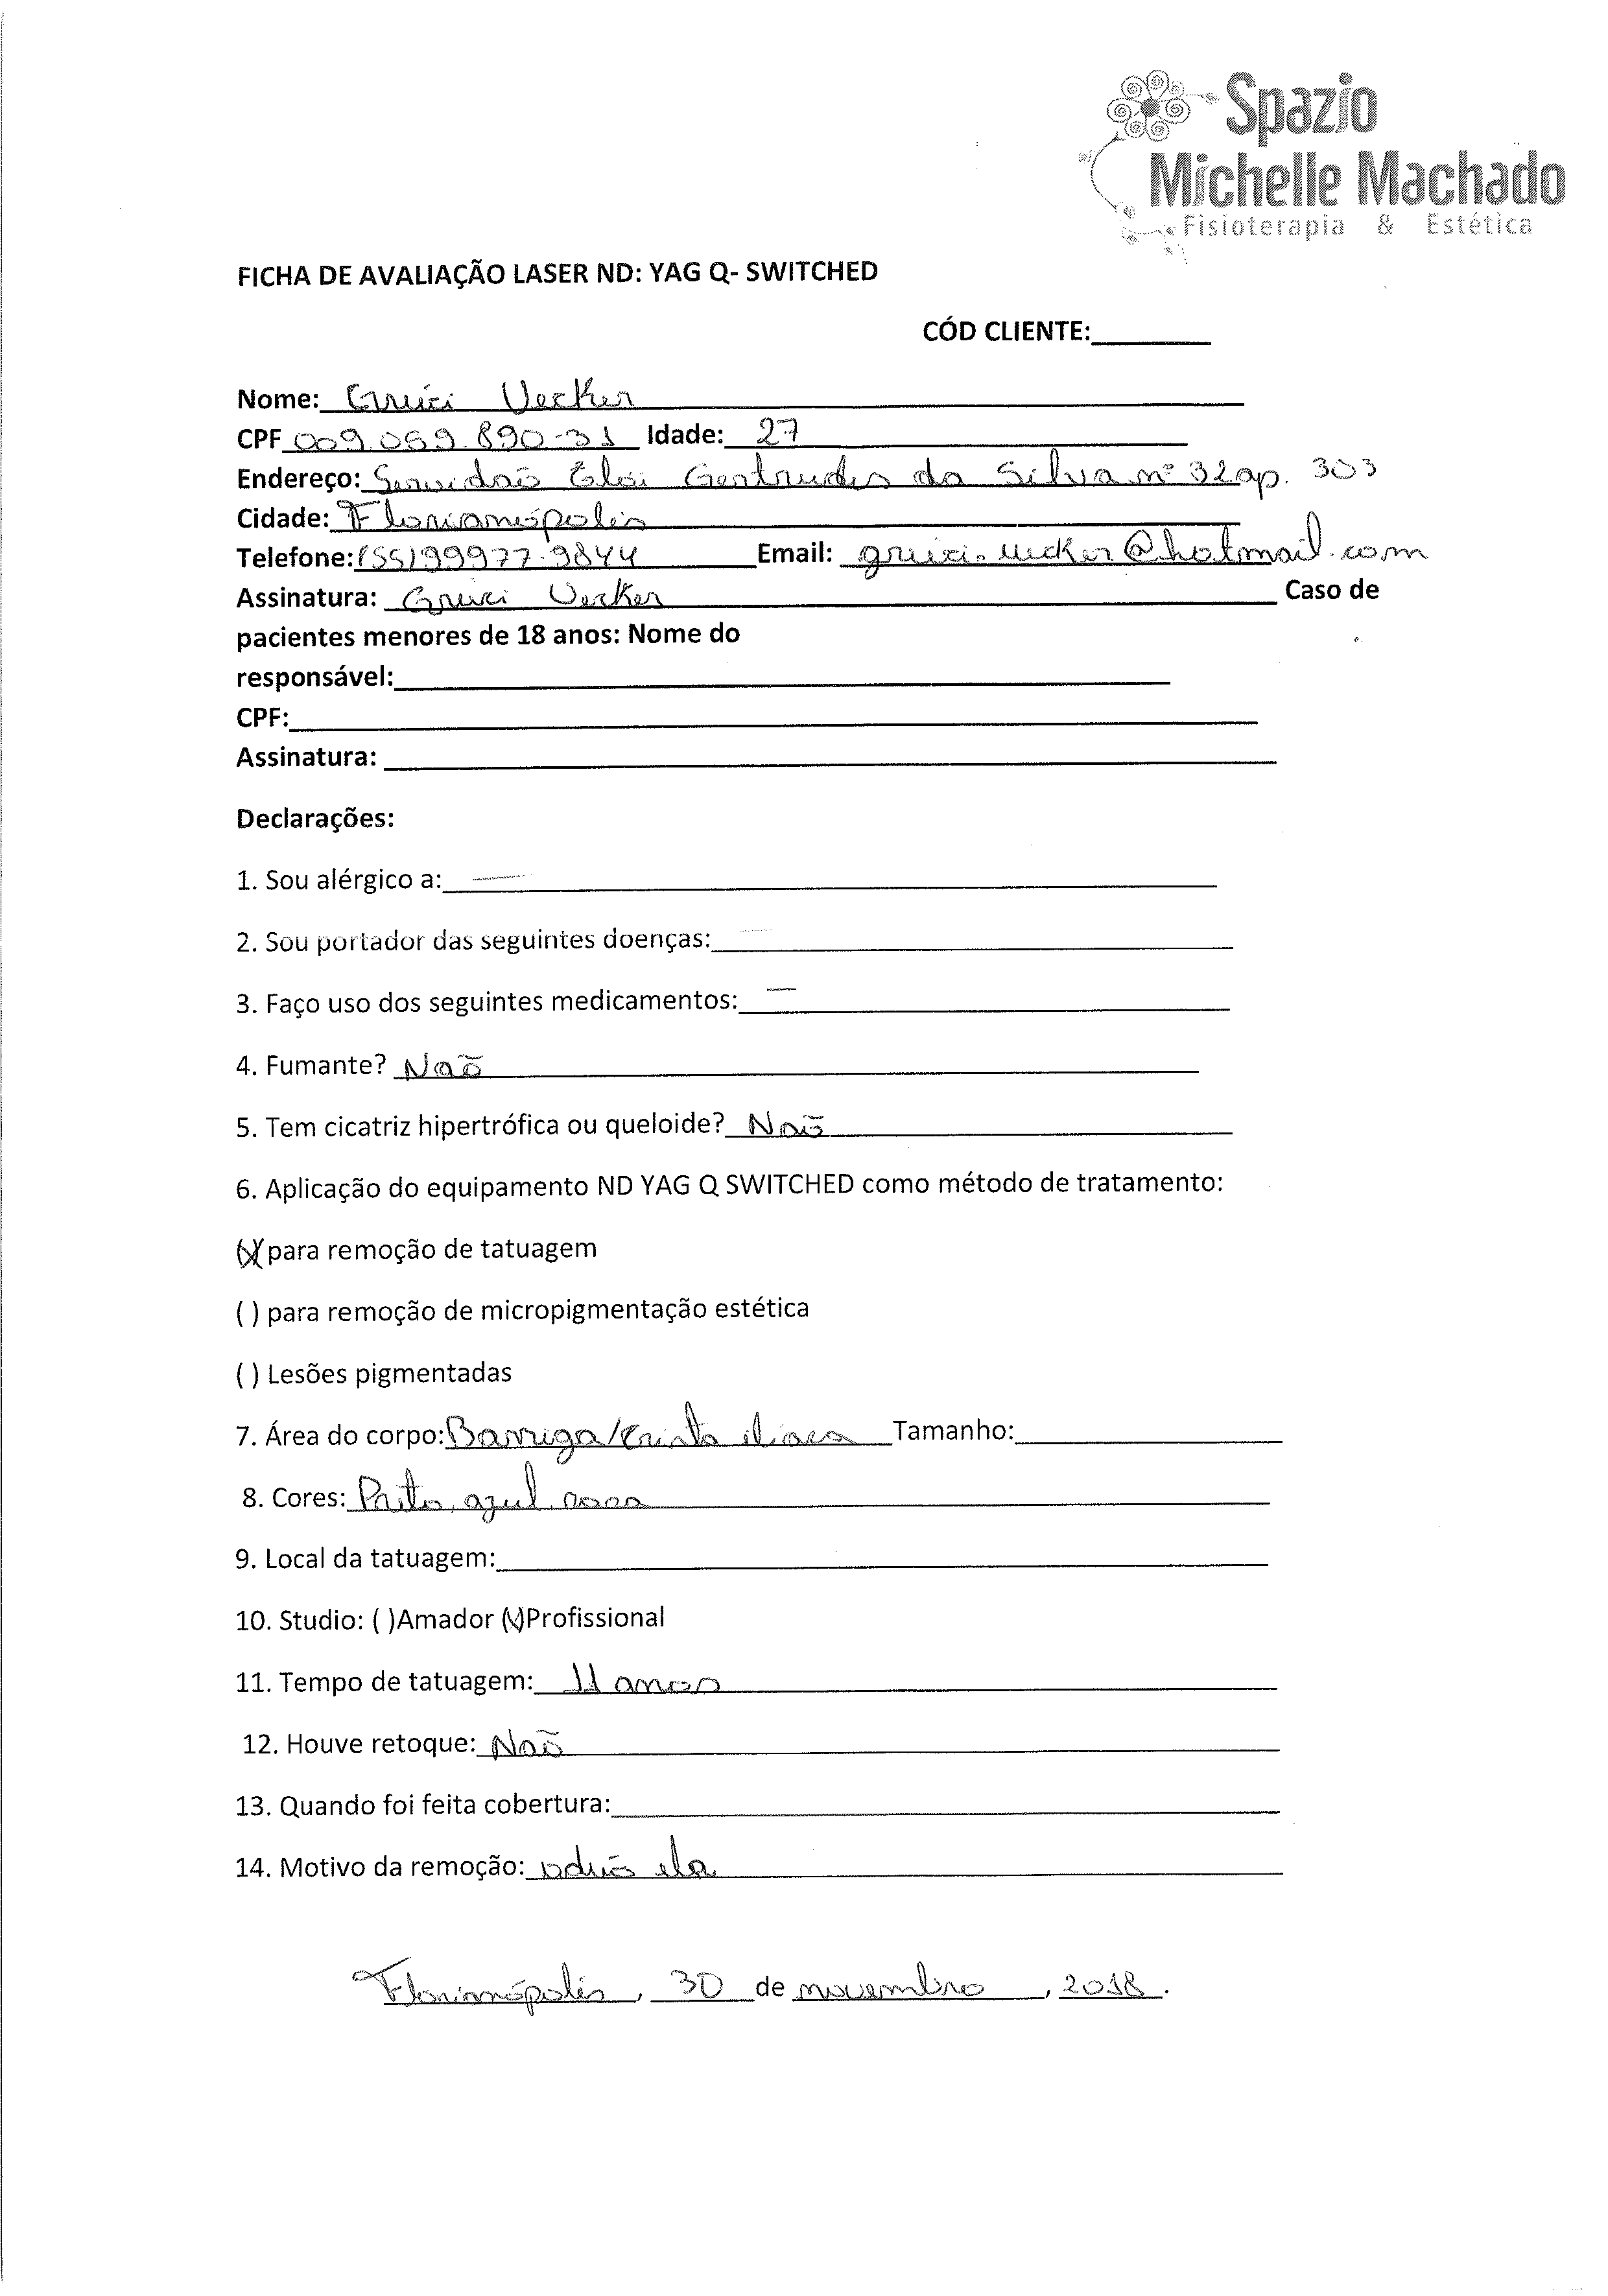 Spazio
Michelle Machado
Fisioterapia & Estética
FICHA DE AVALIAÇÃO LASER ND: YAG Q- SWITCHED
CÓD CLIENTE:
Nome: Greici Uecker
CPF 009.059.890-31 Idade: 27
Endereço: Servidão Elói Gertrudes da Silva nº 32 ap. 303
Cidade: Florianópolis
Telefone: (55)99977-9844 Email: greici.uecker@hotmail.com
Assinatura: Greici Uecker Caso de
pacientes menores de 18 anos: Nome do
responsável:
CPF:
Assinatura:
Declarações:
1. Sou alérgico a: —
2. Sou portador das seguintes doenças: —
3. Faço uso dos seguintes medicamentos: —
4. Fumante? Não
5. Tem cicatriz hipertrófica ou queloide? Não
6. Aplicação do equipamento ND YAG Q SWITCHED como método de tratamento:
(X) para remoção de tatuagem
( ) para remoção de micropigmentação estética
( ) Lesões pigmentadas
7. Área do corpo: Barriga/Crista ilíaca Tamanho:
8. Cores: Preto, azul, rosa
9. Local da tatuagem:
10. Studio: ( )Amador (X)Profissional
11. Tempo de tatuagem: 11 anos
12. Houve retoque: Não
13. Quando foi feita cobertura:
14. Motivo da remoção: odeio ela
Florianópolis, 30 de novembro, 2018.